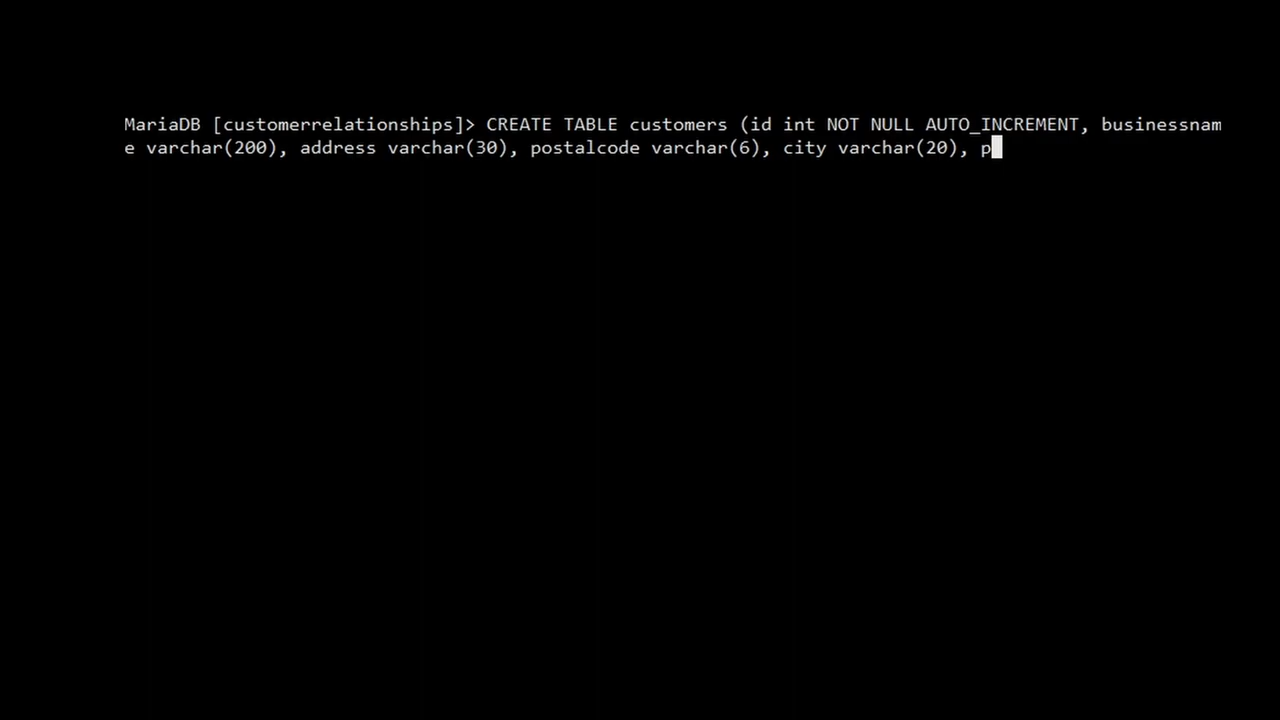 MariaDB [customerrelationships]> CREATE TABLE customers (id int NOT NULL AUTO_INCREMENT, businessnam
e varchar(200), address varchar(30), postalcode varchar(6), city varchar(20), p